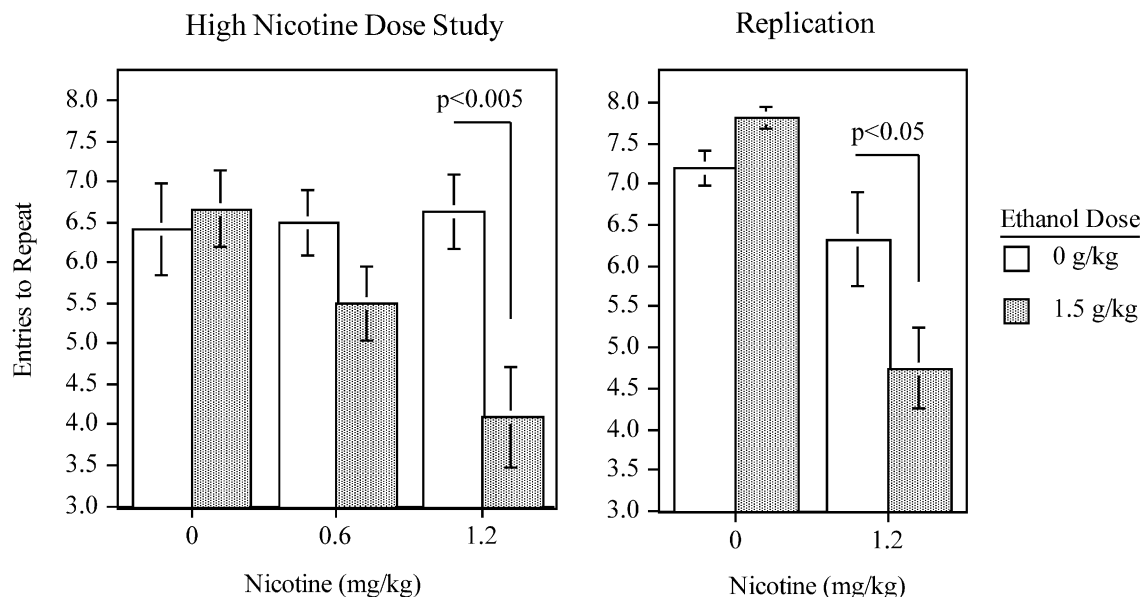 High Nicotine Dose Study
Replication
Entries to Repeat
8.0
7.5
7.0
6.5
6.0
5.5
5.0
4.5
4.0
3.5
3.0
p<0.005
0
0.6
1.2
Nicotine (mg/kg)
8.0
7.5
7.0
6.5
6.0
5.5
5.0
4.5
4.0
3.5
3.0
p<0.05
0
1.2
Nicotine (mg/kg)
Ethanol Dose
0 g/kg
1.5 g/kg